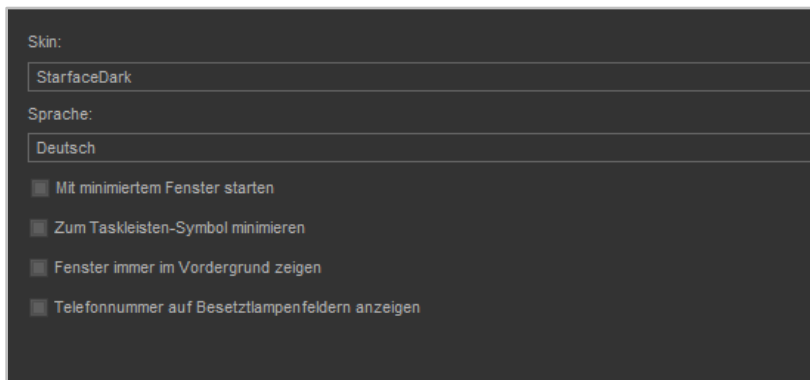 Skin:
StarfaceDark
Sprache:
Deutsch
Mit minimiertem Fenster starten
Zum Taskleisten-Symbol minimieren
Fenster immer im Vordergrund zeigen
Telefonnummer auf Besetztlampenfeldern anzeigen